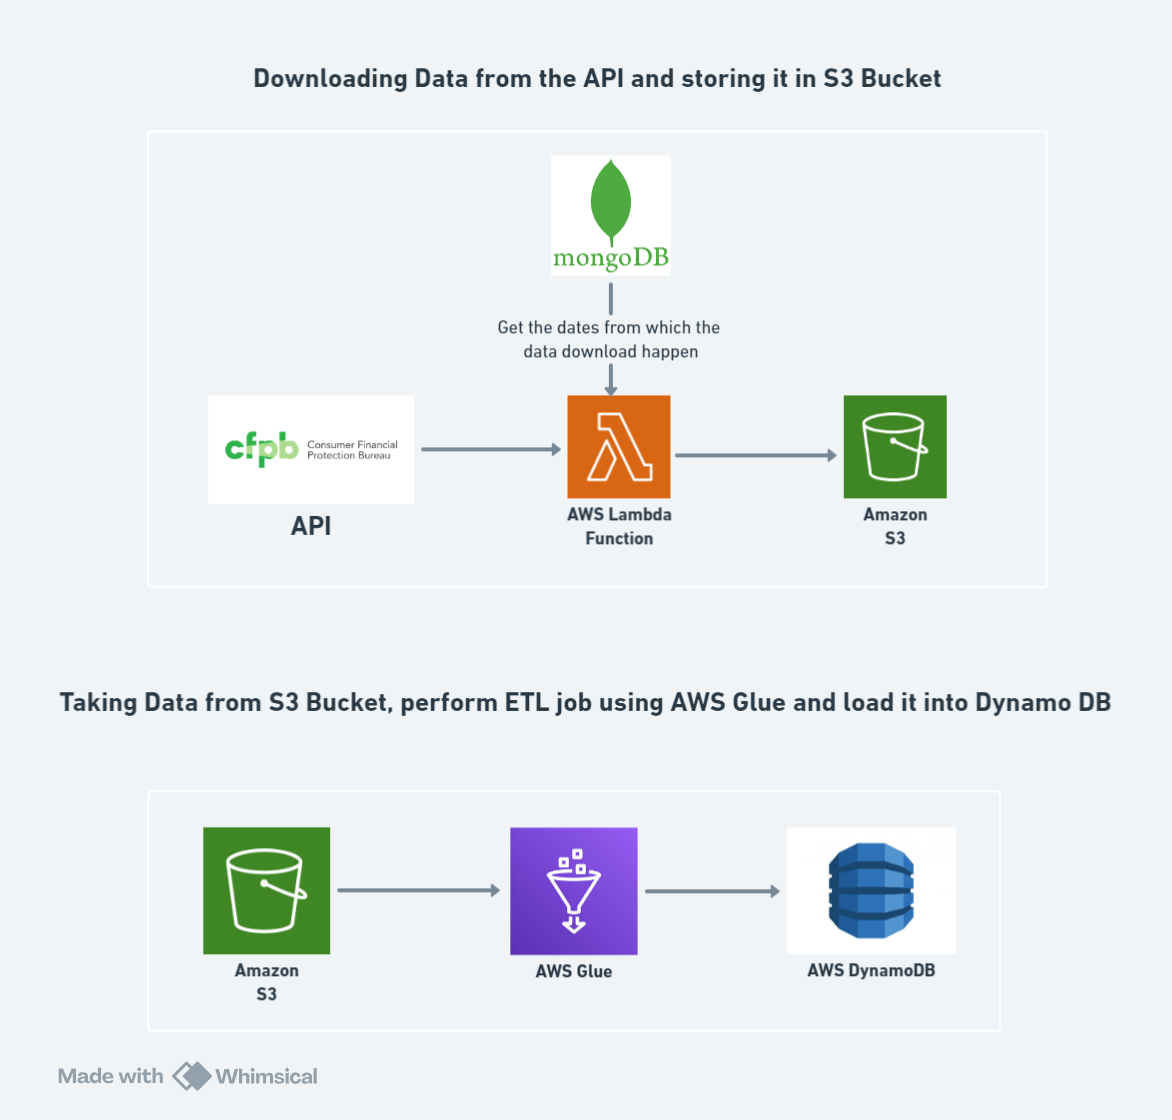 Downloading Data from the API and storing it in S3 Bucket
mongoDB
Get the dates from which the
data download happen
cfpb Consumer Financial
Protection Bureau
API
AWS Lambda
Function
Amazon
S3
Taking Data from S3 Bucket, perform ETL job using AWS Glue and load it into Dynamo DB
Amazon
S3
AWS Glue
AWS DynamoDB
Made with Whimsical